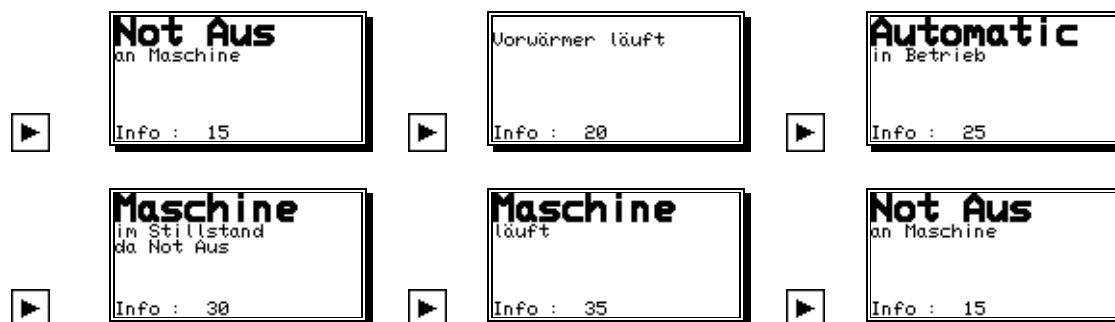 Not Aus
an Maschine
Info : 15
Vorwärmer läuft
Info : 20
Automatic
in Betrieb
Info : 25
Maschine
im Stillstand
da Not Aus
Info : 30
Maschine
läuft
Info : 35
Not Aus
an Maschine
Info : 15